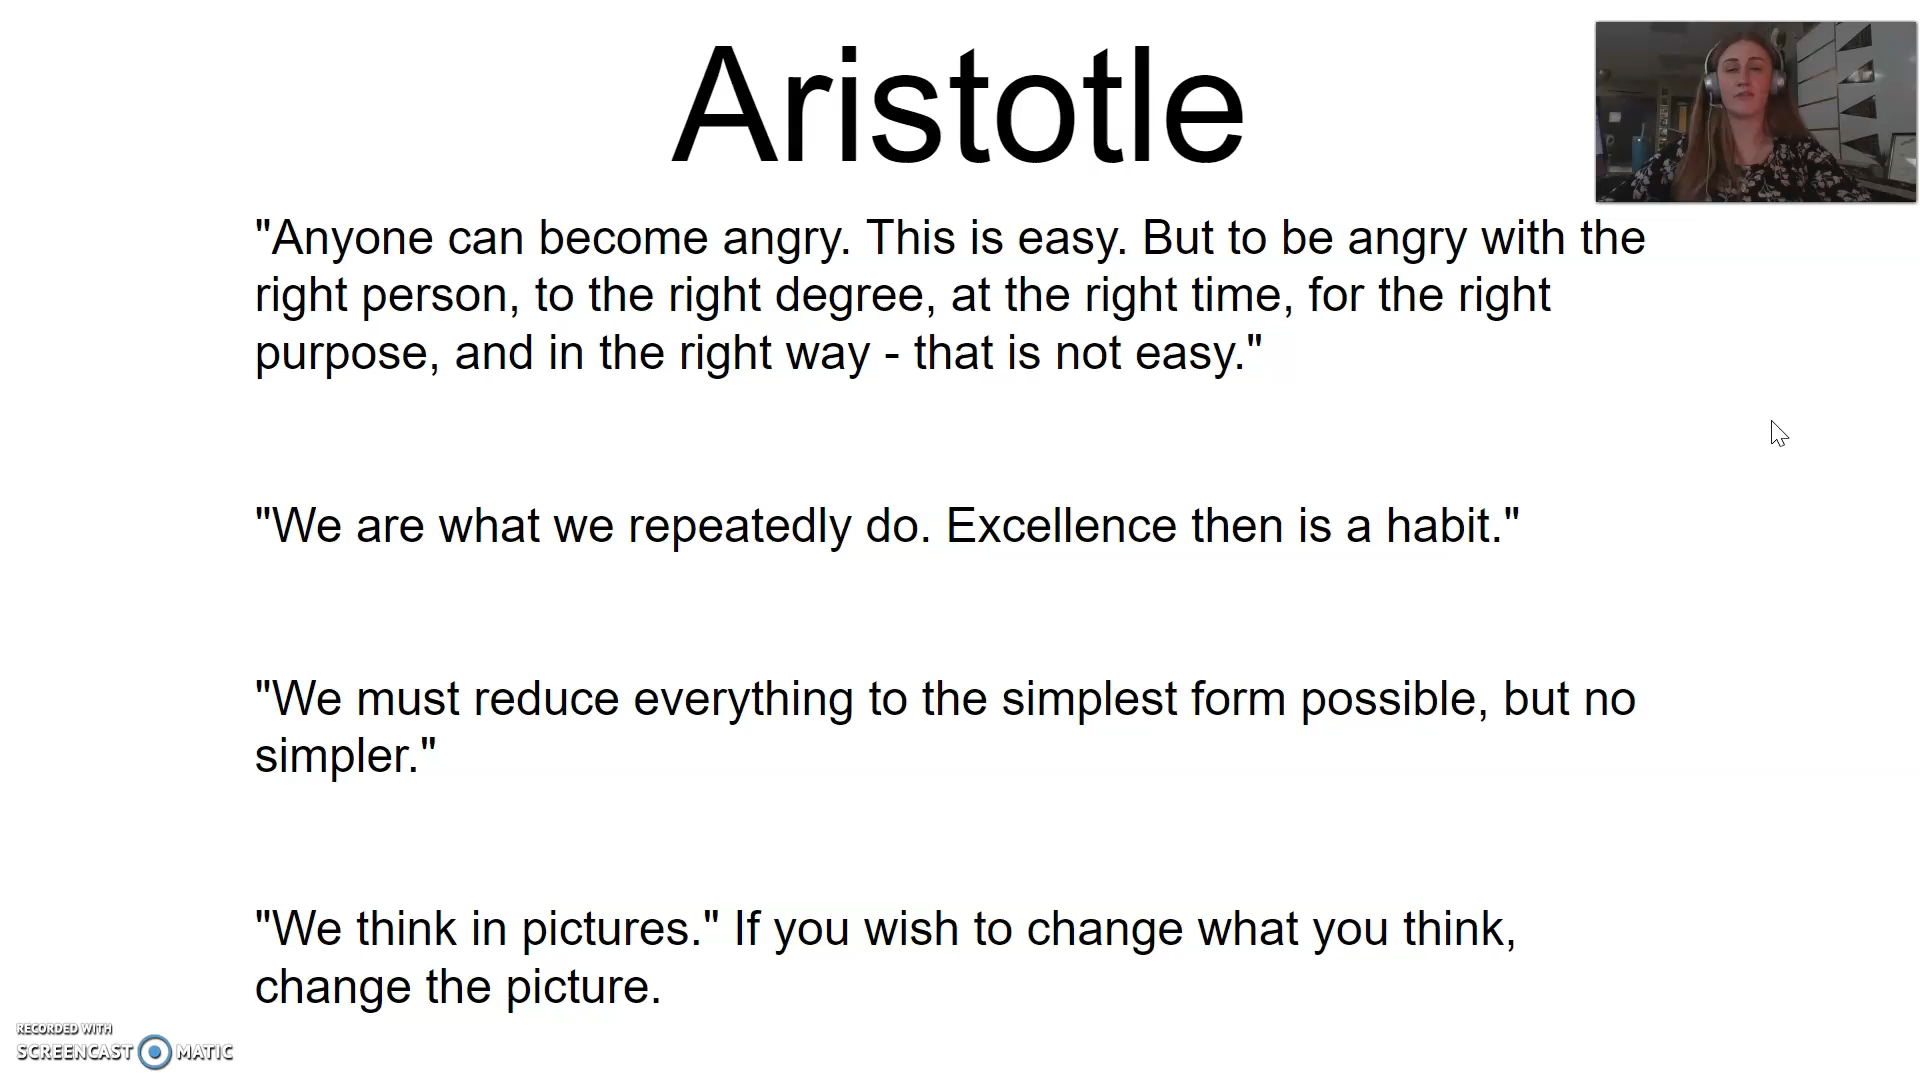 Aristotle
"Anyone can become angry. This is easy. But to be angry with the
right person, to the right degree, at the right time, for the right
purpose, and in the right way - that is not easy."
"We are what we repeatedly do. Excellence then is a habit."
"We must reduce everything to the simplest form possible, but no
simpler."
"We think in pictures." If you wish to change what you think,
change the picture.
RECORDED WITH
SCREENCAST MATIC